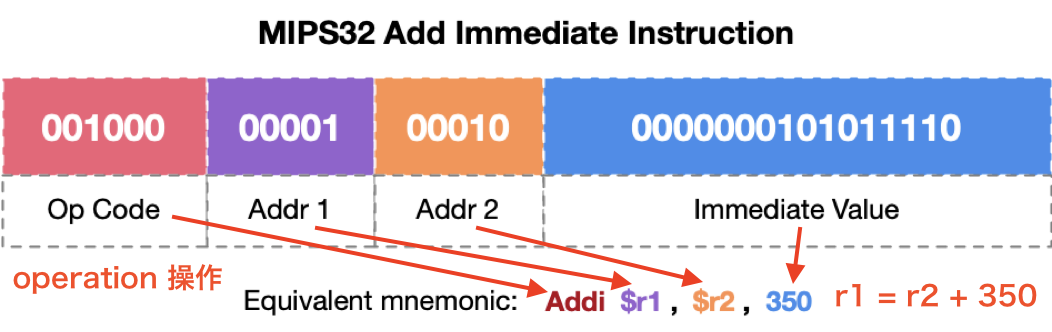 MIPS32 Add Immediate Instruction
001000 00001 00010 0000000101011110
Op Code Addr 1 Addr 2 Immediate Value
operation 操作
Equivalent mnemonic: Addi $r1 , $r2 , 350 r1 = r2 + 350